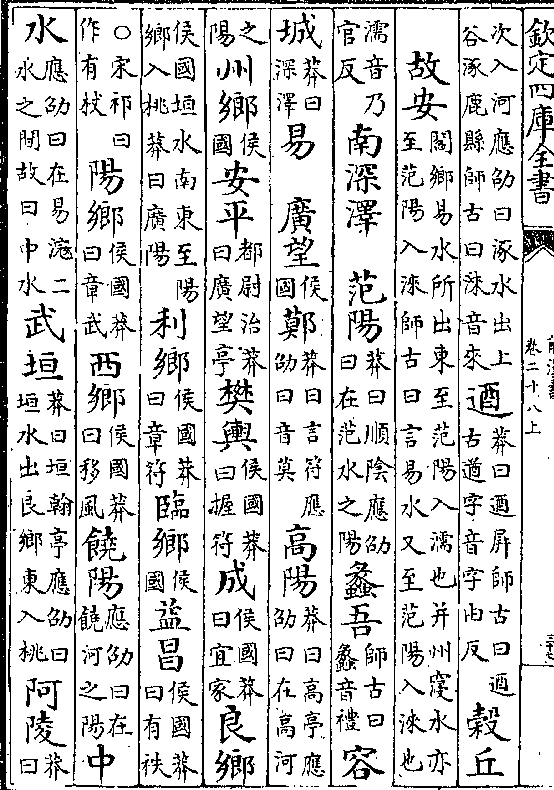 欽定四庫全書
卷二十八上
次入河應劭曰涿水出上谷涿鹿縣師古曰淶音來遒莽曰遒屏師古曰遒古遒字音字由反榖丘
故安閻鄉易水所出東至范陽入濡也并州寖水亦至范陽入淶師古曰言易水又至范陽入淶也
濡音乃官反南深澤 范陽莽曰順陰應劭曰在范水之陽蠡吾師古曰蠡音禮容
城莽曰深澤易 廣望侯國鄚莽曰言符應劭曰音莫高陽莽曰高亭應劭曰在高河
之陽州鄉侯國安平都尉治莽曰廣望亭樊輿侯國莽曰握符成侯國莽曰宜家良鄉
侯國垣水南東至陽鄉入桃莽曰廣陽利鄉侯國莽曰章符臨鄉侯國益昌侯國莽曰有袟
○宋祁曰作有杖陽鄉侯國莽曰章武西鄉侯國莽曰移風饒陽應劭曰在饒河之陽中
水應劭曰在易滱二水之間故曰中水武垣莽曰垣翰亭應劭曰垣水出良鄉東入桃阿陵莽曰